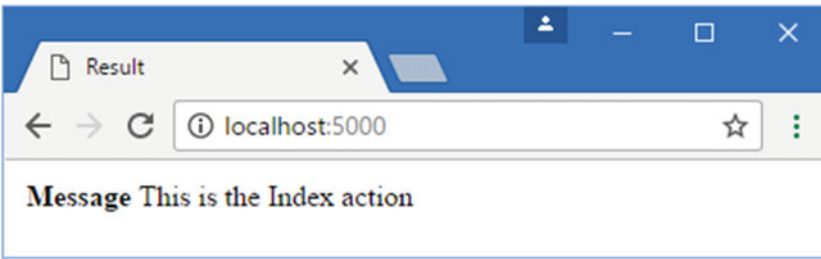 Result
localhost:5000
Message This is the Index action